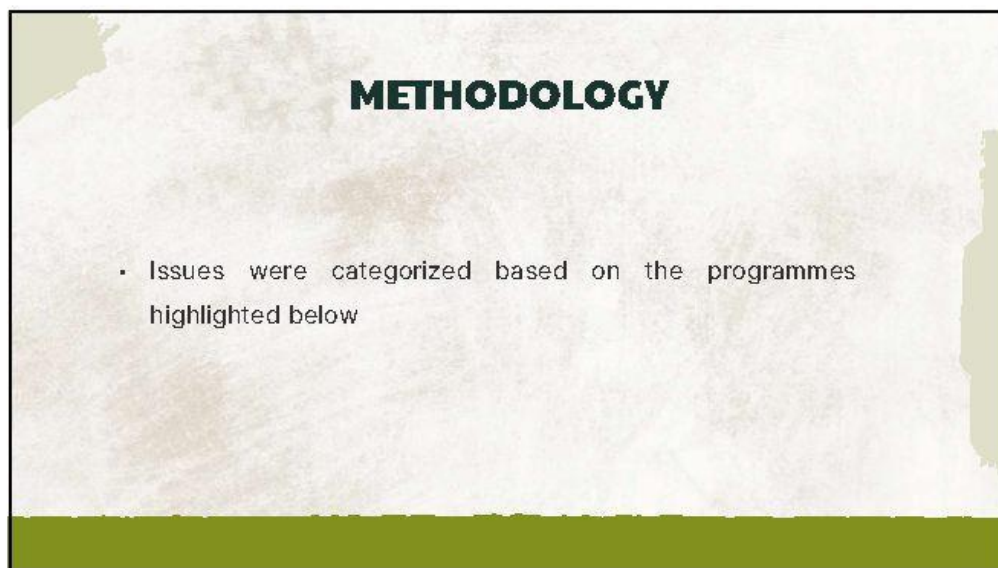 METHODOLOGY
· Issues were categorized based on the programmes
highlighted below